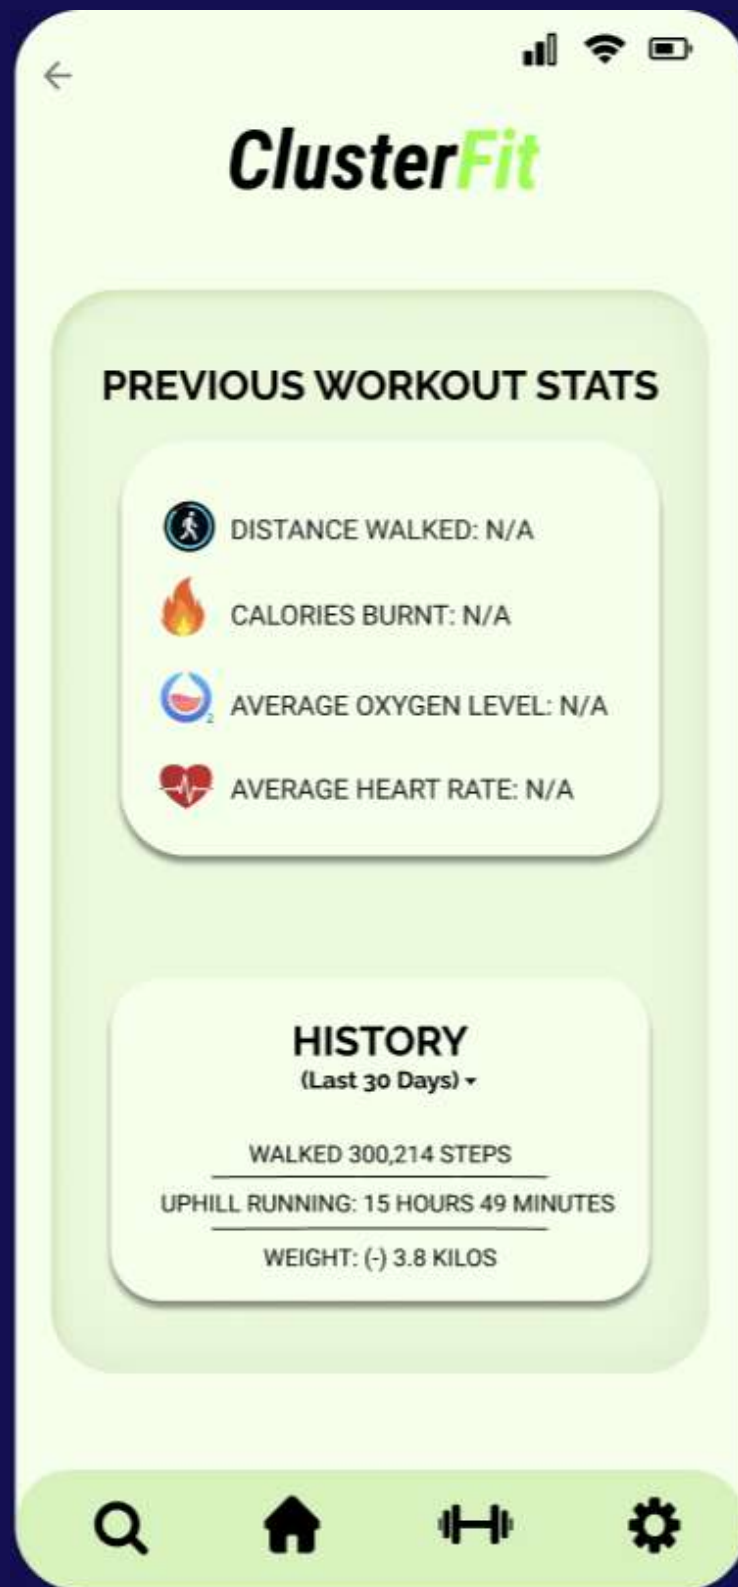 ClusterFit
PREVIOUS WORKOUT STATS
DISTANCE WALKED: N/A
CALORIES BURNT: N/A
2
AVERAGE OXYGEN LEVEL: N/A
AVERAGE HEART RATE: N/A
HISTORY
(Last 30 Days)
WALKED 300,214 STEPS
UPHILL RUNNING: 15 HOURS 49 MINUTES
WEIGHT: (-) 3.8 KILOS